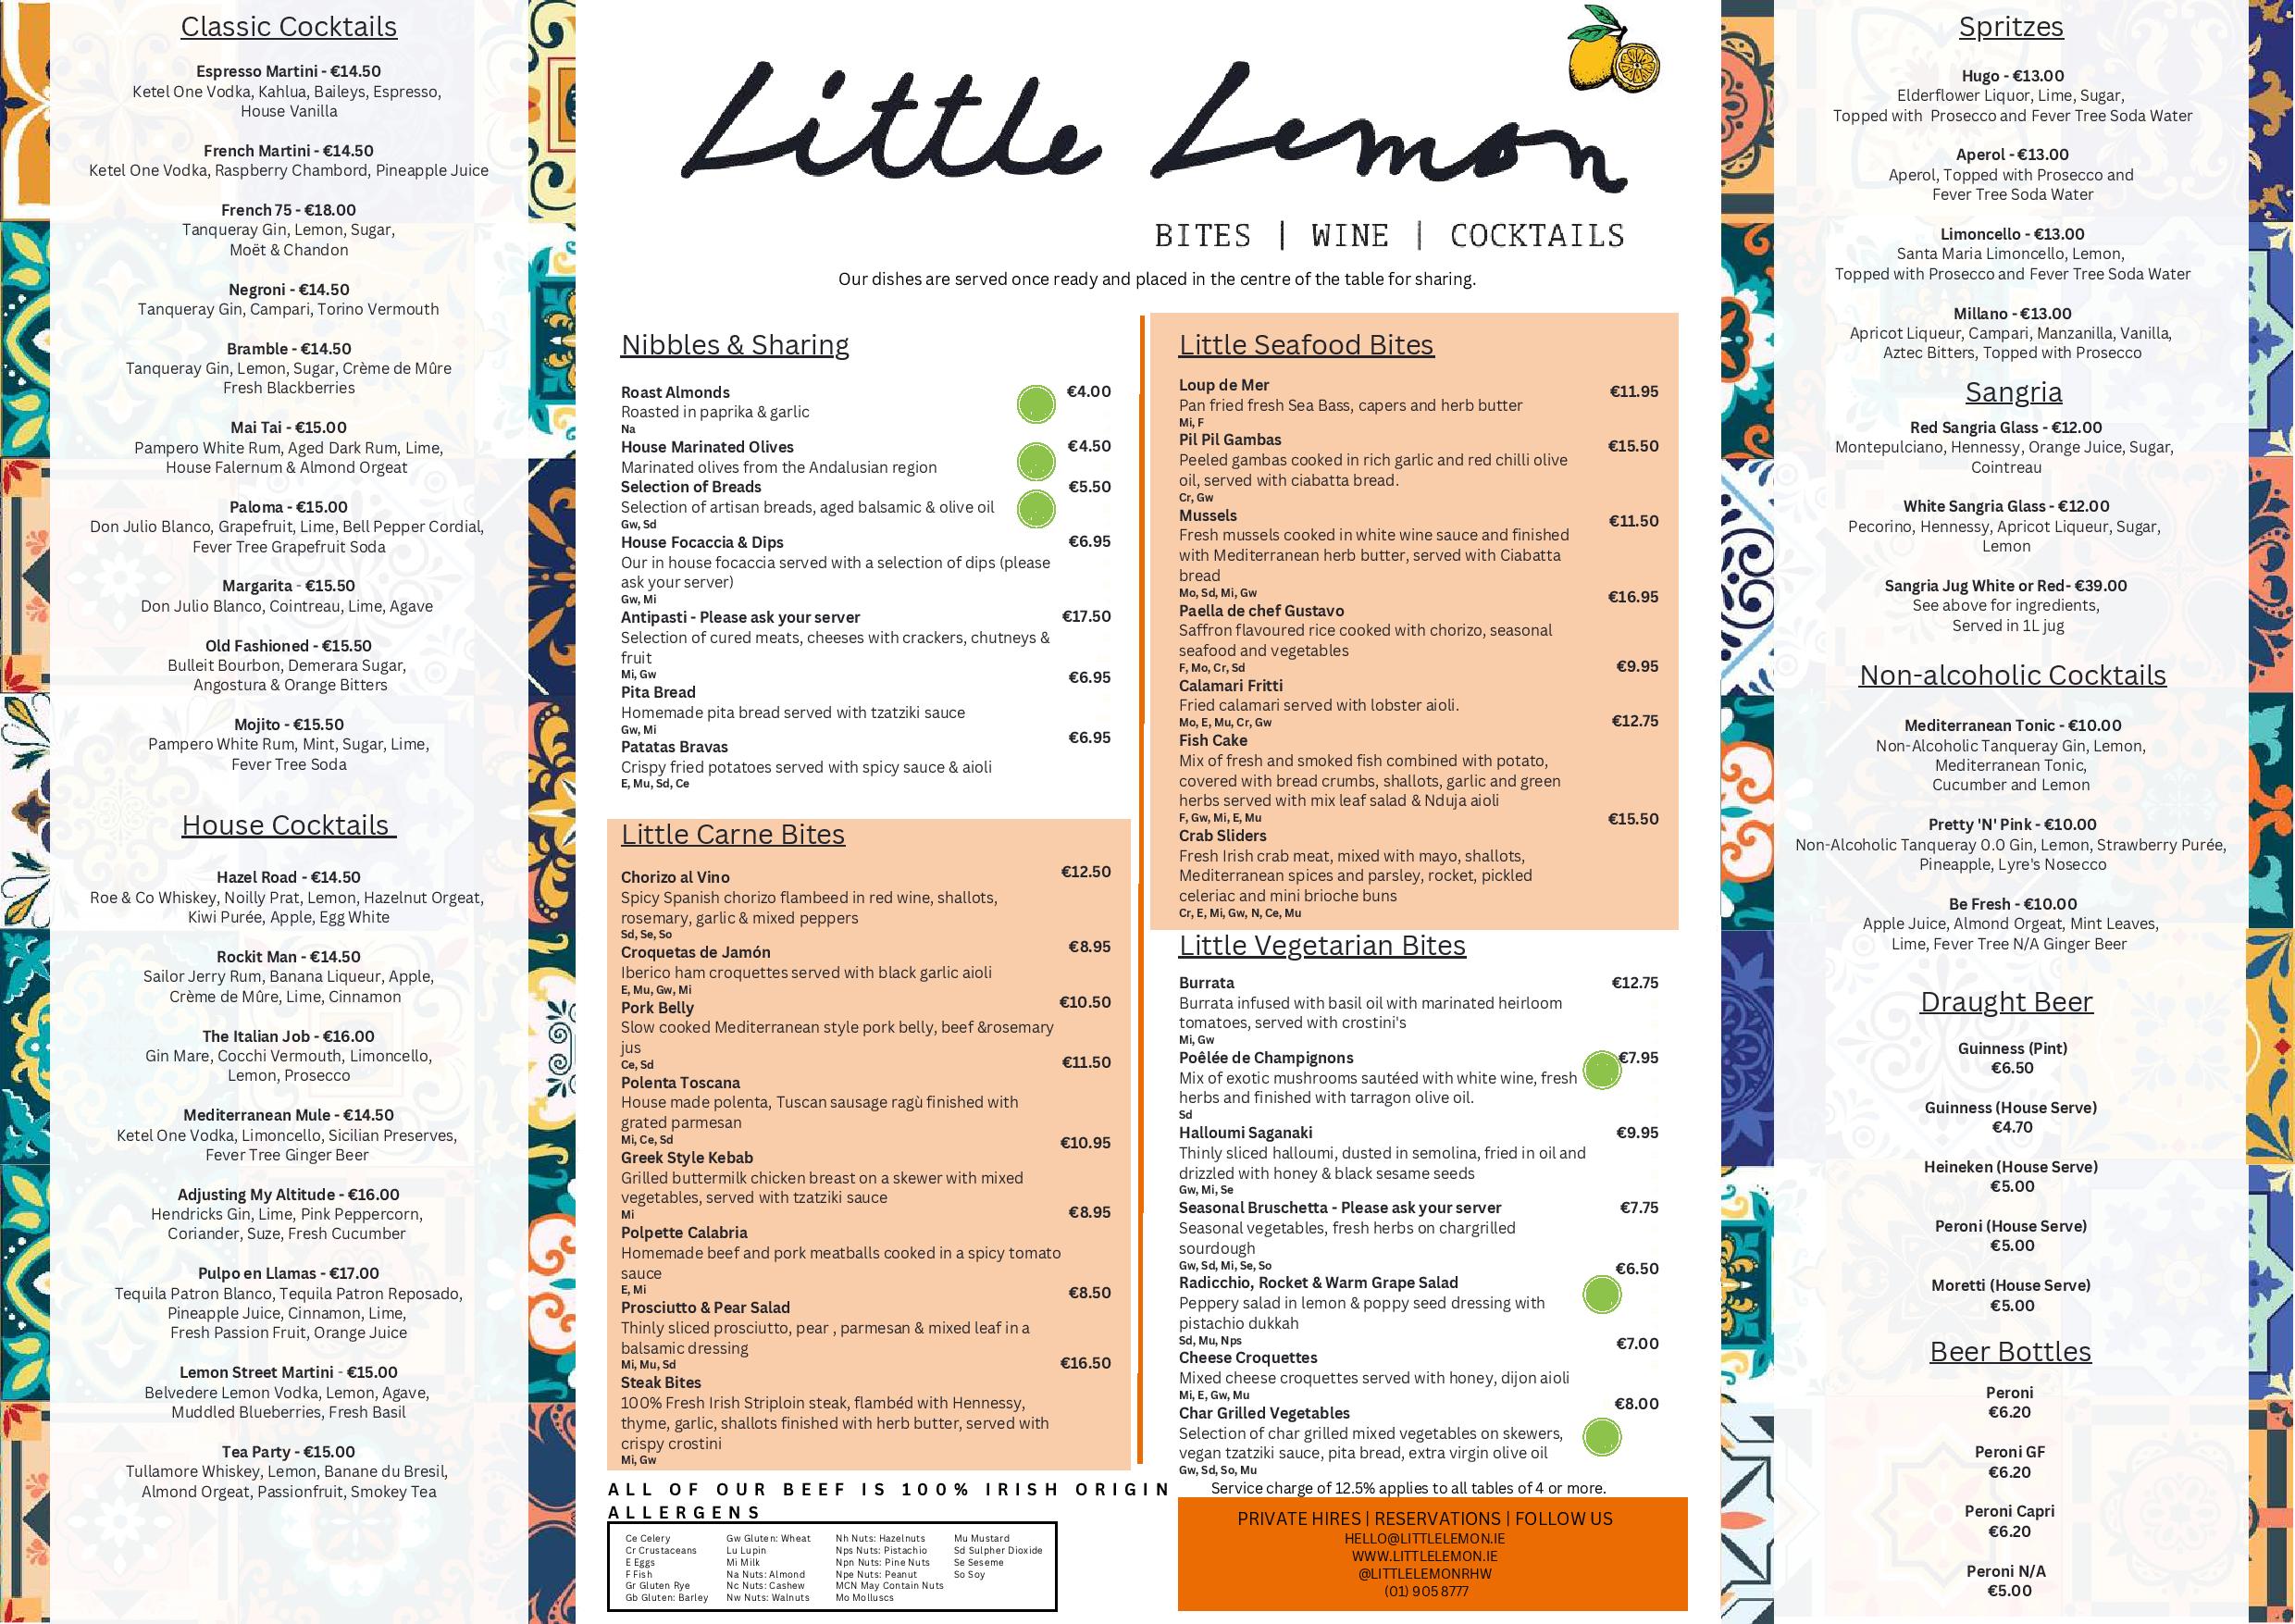 Classic Cocktails
Espresso Martini - €14.50
Ketel One Vodka, Kahlua, Baileys, Espresso,
House Vanilla
French Martini - €14.50
Ketel One Vodka, Raspberry Chambord, Pineapple Juice
French 75 - €18.00
Tanqueray Gin, Lemon, Sugar,
Moët & Chandon
Negroni - €14.50
Tanqueray Gin, Campari, Torino Vermouth
Bramble - €14.50
Tanqueray Gin, Lemon, Sugar, Crème de Mûre
Fresh Blackberries
Mai Tai - €15.00
Pampero White Rum, Aged Dark Rum, Lime,
House Falernum & Almond Orgeat
Paloma - €15.00
Don Julio Blanco, Grapefruit, Lime, Bell Pepper Cordial,
Fever Tree Grapefruit Soda
Margarita - €15.50
Don Julio Blanco, Cointreau, Lime, Agave
Old Fashioned - €15.50
Bulleit Bourbon, Demerara Sugar,
Angostura & Orange Bitters
Mojito - €15.50
Pampero White Rum, Mint, Sugar, Lime,
Fever Tree Soda
House Cocktails
Hazel Road - €14.50
Roe & Co Whiskey, Noilly Prat, Lemon, Hazelnut Orgeat,
Kiwi Purée, Apple, Egg White
Rockit Man - €14.50
Sailor Jerry Rum, Banana Liqueur, Apple,
Crème de Mûre, Lime, Cinnamon
The Italian Job - €16.00
Gin Mare, Cocchi Vermouth, Limoncello,
Lemon, Prosecco
Mediterranean Mule - €14.50
Ketel One Vodka, Limoncello, Sicilian Preserves,
Fever Tree Ginger Beer
Adjusting My Altitude - €16.00
Hendricks Gin, Lime, Pink Peppercorn,
Coriander, Suze, Fresh Cucumber
Pulpo en Llamas - €17.00
Tequila Patron Blanco, Tequila Patron Reposado,
Pineapple Juice, Cinnamon, Lime,
Fresh Passion Fruit, Orange Juice
Lemon Street Martini - €15.00
Belvedere Lemon Vodka, Lemon, Agave,
Muddled Blueberries, Fresh Basil
Tea Party - €15.00
Tullamore Whiskey, Lemon, Banane du Bresil,
Almond Orgeat, Passionfruit, Smokey Tea
Little Lemon
BITES | WINE | COCKTAILS
Our dishes are served once ready and placed in the centre of the table for sharing.
Nibbles & Sharing
Roast Almonds €4.00
Roasted in paprika & garlic
Na
House Marinated Olives €4.50
Marinated olives from the Andalusian region
Selection of Breads €5.50
Selection of artisan breads, aged balsamic & olive oil
Gw, Sd
House Focaccia & Dips €6.95
Our in house focaccia served with a selection of dips (please
ask your server)
Gw, Mi
Antipasti - Please ask your server €17.50
Selection of cured meats, cheeses with crackers, chutneys &
fruit
Mi, Gw
Pita Bread €6.95
Homemade pita bread served with tzatziki sauce
Gw, Mi
Patatas Bravas €6.95
Crispy fried potatoes served with spicy sauce & aioli
E, Mu, Sd, Ce
Little Carne Bites
Chorizo al Vino €12.50
Spicy Spanish chorizo flambeed in red wine, shallots,
rosemary, garlic & mixed peppers
Sd, Se, So
Croquetas de Jamón €8.95
Iberico ham croquettes served with black garlic aioli
E, Mu, Gw, Mi
Pork Belly €10.50
Slow cooked Mediterranean style pork belly, beef &rosemary
jus
Ce, Sd
Polenta Toscana €11.50
House made polenta, Tuscan sausage ragù finished with
grated parmesan
Mi, Ce, Sd
Greek Style Kebab €10.95
Grilled buttermilk chicken breast on a skewer with mixed
vegetables, served with tzatziki sauce
Mi
Polpette Calabria €8.95
Homemade beef and pork meatballs cooked in a spicy tomato
sauce
E, Mi
Prosciutto & Pear Salad €8.50
Thinly sliced prosciutto, pear , parmesan & mixed leaf in a
balsamic dressing
Mi, Mu, Sd
Steak Bites €16.50
100% Fresh Irish Striploin steak, flambéd with Hennessy,
thyme, garlic, shallots finished with herb butter, served with
crispy crostini
Mi, Gw
ALL OF OUR BEEF IS 100% IRISH ORIGIN
ALLERGENS
Ce Celery
Cr Crustaceans
E Eggs
F Fish
Gr Gluten Rye
Gb Gluten: Barley
Gw Gluten: Wheat
Lu Lupin
Mi Milk
Na Nuts: Almond
Nc Nuts: Cashew
Nw Nuts: Walnuts
Nh Nuts: Hazelnuts
Nps Nuts: Pistachio
Npn Nuts: Pine Nuts
Npe Nuts: Peanut
MCN May Contain Nuts
Mo Molluscs
Mu Mustard
Sd Sulpher Dioxide
Se Seseme
So Soy
Little Seafood Bites
Loup de Mer €11.95
Pan fried fresh Sea Bass, capers and herb butter
Mi, F
Pil Pil Gambas €15.50
Peeled gambas cooked in rich garlic and red chilli olive
oil, served with ciabatta bread.
Cr, Gw
Mussels €11.50
Fresh mussels cooked in white wine sauce and finished
with Mediterranean herb butter, served with Ciabatta
bread
Mo, Sd, Mi, Gw
Paella de chef Gustavo €16.95
Saffron flavoured rice cooked with chorizo, seasonal
seafood and vegetables
F, Mo, Cr, Sd
Calamari Fritti €9.95
Fried calamari served with lobster aioli.
Mo, E, Mu, Cr, Gw
Fish Cake €12.75
Mix of fresh and smoked fish combined with potato,
covered with bread crumbs, shallots, garlic and green
herbs served with mix leaf salad & Nduja aioli
F, Gw, Mi, E, Mu
Crab Sliders €15.50
Fresh Irish crab meat, mixed with mayo, shallots,
Mediterranean spices and parsley, rocket, pickled
celeriac and mini brioche buns
Cr, E, Mi, Gw, N, Ce, Mu
Little Vegetarian Bites
Burrata €12.75
Burrata infused with basil oil with marinated heirloom
tomatoes, served with crostini's
Mi, Gw
Poêlée de Champignons €7.95
Mix of exotic mushrooms sautéed with white wine, fresh
herbs and finished with tarragon olive oil.
Sd
Halloumi Saganaki €9.95
Thinly sliced halloumi, dusted in semolina, fried in oil and
drizzled with honey & black sesame seeds
Gw, Mi, Se
Seasonal Bruschetta - Please ask your server €7.75
Seasonal vegetables, fresh herbs on chargrilled
sourdough
Gw, Sd, Mi, Se, So
Radicchio, Rocket & Warm Grape Salad €6.50
Peppery salad in lemon & poppy seed dressing with
pistachio dukkah
Sd, Mu, Nps
Cheese Croquettes €7.00
Mixed cheese croquettes served with honey, dijon aioli
Mi, E, Gw, Mu
Char Grilled Vegetables €8.00
Selection of char grilled mixed vegetables on skewers,
vegan tzatziki sauce, pita bread, extra virgin olive oil
Gw, Sd, So, Mu
Service charge of 12.5% applies to all tables of 4 or more.
PRIVATE HIRES | RESERVATIONS | FOLLOW US
HELLO@LITTLELEMON.IE
WWW.LITTLELEMON.IE
@LITTLELEMONRHW
(01) 905 8777
Spritzes
Hugo - €13.00
Elderflower Liquor, Lime, Sugar,
Topped with Prosecco and Fever Tree Soda Water
Aperol - €13.00
Aperol, Topped with Prosecco and
Fever Tree Soda Water
Limoncello - €13.00
Santa Maria Limoncello, Lemon,
Topped with Prosecco and Fever Tree Soda Water
Millano - €13.00
Apricot Liqueur, Campari, Manzanilla, Vanilla,
Aztec Bitters, Topped with Prosecco
Sangria
Red Sangria Glass - €12.00
Montepulciano, Hennessy, Orange Juice, Sugar,
Cointreau
White Sangria Glass - €12.00
Pecorino, Hennessy, Apricot Liqueur, Sugar,
Lemon
Sangria Jug White or Red- €39.00
See above for ingredients,
Served in 1L jug
Non-alcoholic Cocktails
Mediterranean Tonic - €10.00
Non-Alcoholic Tanqueray Gin, Lemon,
Mediterranean Tonic,
Cucumber and Lemon
Pretty 'N' Pink - €10.00
Non-Alcoholic Tanqueray 0.0 Gin, Lemon, Strawberry Purée,
Pineapple, Lyre's Nosecco
Be Fresh - €10.00
Apple Juice, Almond Orgeat, Mint Leaves,
Lime, Fever Tree N/A Ginger Beer
Draught Beer
Guinness (Pint)
€6.50
Guinness (House Serve)
€4.70
Heineken (House Serve)
€5.00
Peroni (House Serve)
€5.00
Moretti (House Serve)
€5.00
Beer Bottles
Peroni
€6.20
Peroni GF
€6.20
Peroni Capri
€6.20
Peroni N/A
€5.00